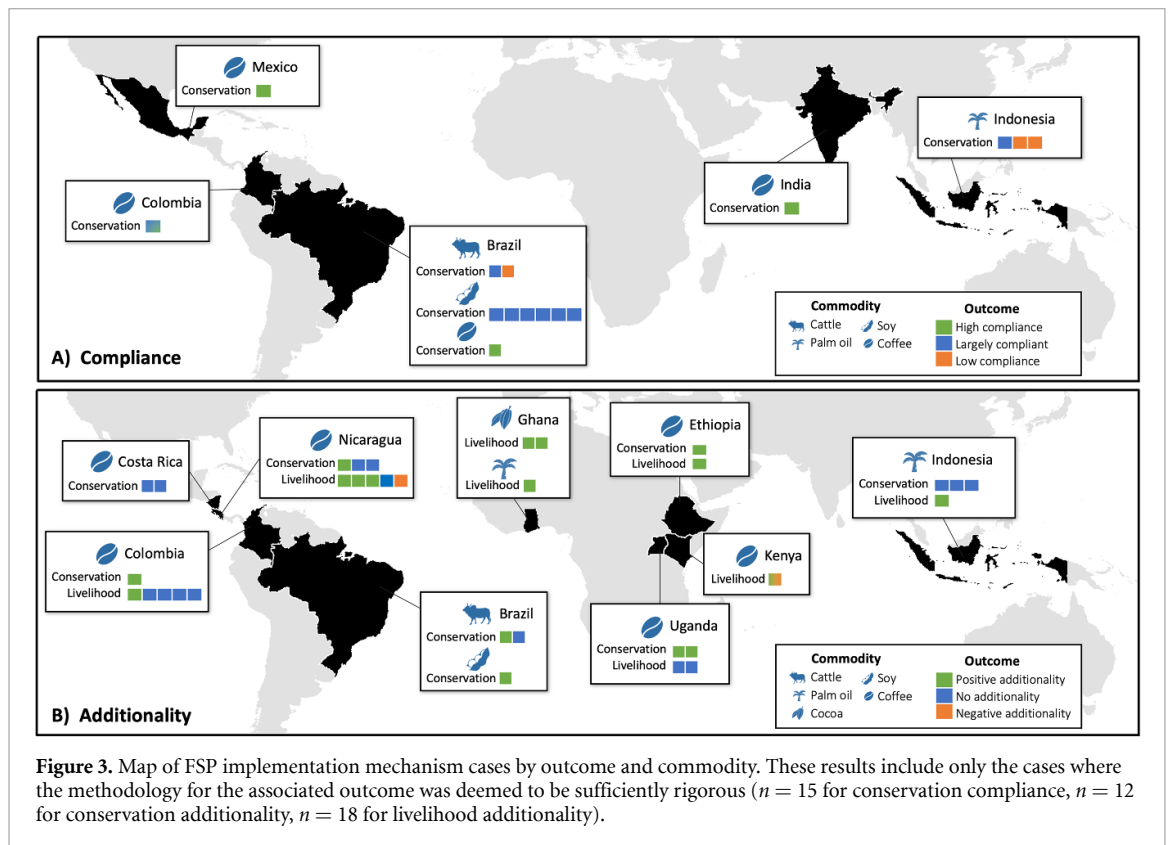 Mexico
Conservation
Colombia
Conservation
Brazil
Conservation
Conservation
Conservation
India
Conservation
Indonesia
Conservation
Commodity
Cattle
Soy
Palm oil
Coffee
Outcome
High compliance
Largely compliant
Low compliance
A) Compliance
Costa Rica
Conservation
Nicaragua
Conservation
Livelihood
Colombia
Conservation
Livelihood
Brazil
Conservation
Conservation
Ghana
Livelihood
Livelihood
Ethiopia
Conservation
Livelihood
Kenya
Livelihood
Uganda
Conservation
Livelihood
Indonesia
Conservation
Livelihood
Commodity
Cattle
Soy
Palm oil
Coffee
Cocoa
Outcome
Positive additionality
No additionality
Negative additionality
B) Additionality
Figure 3. Map of FSP implementation mechanism cases by outcome and commodity. These results include only the cases where
the methodology for the associated outcome was deemed to be sufficiently rigorous (n = 15 for conservation compliance, n = 12
for conservation additionality, n = 18 for livelihood additionality).